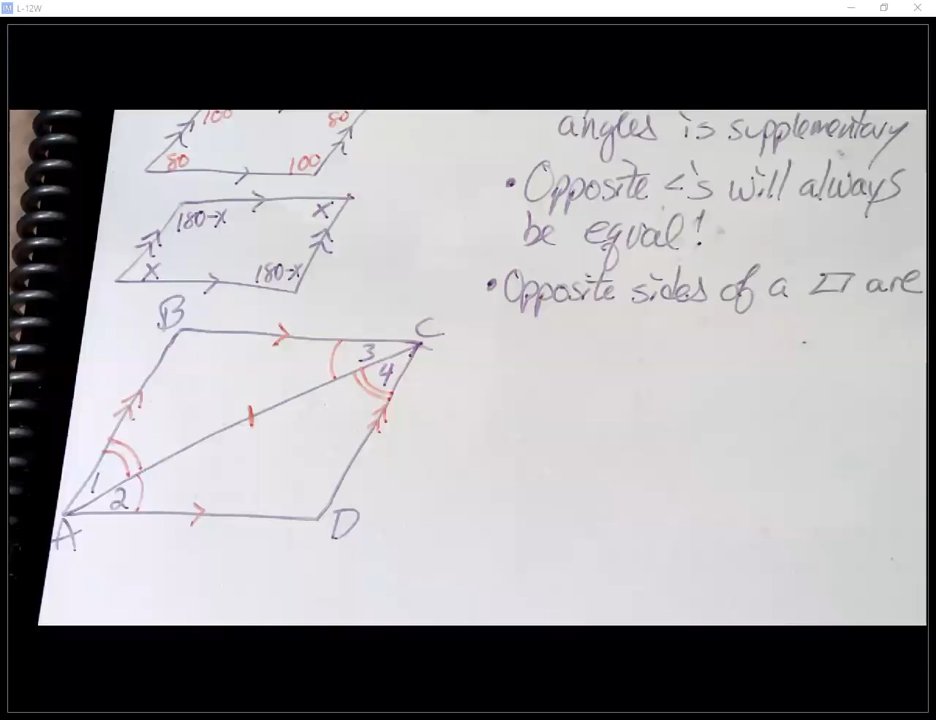 L-12W
100
80
80
100
180-x
x
x
180-x
B
C
3
4
1
2
A
D
angles is supplementary
• Opposite <'s will always
be equal!
• Opposite sides of a ▱ are